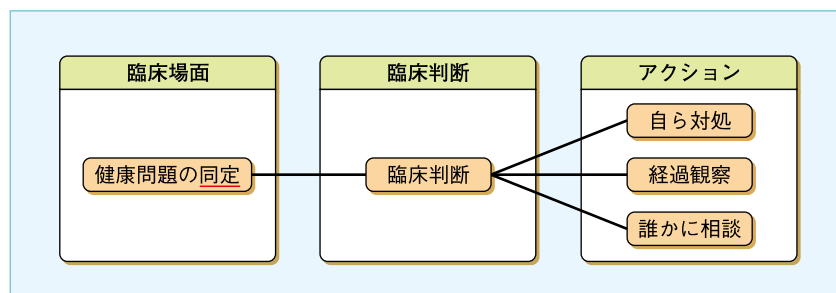 臨床場面
健康問題の同定
臨床判断
臨床判断
アクション
自ら対処
経過観察
誰かに相談